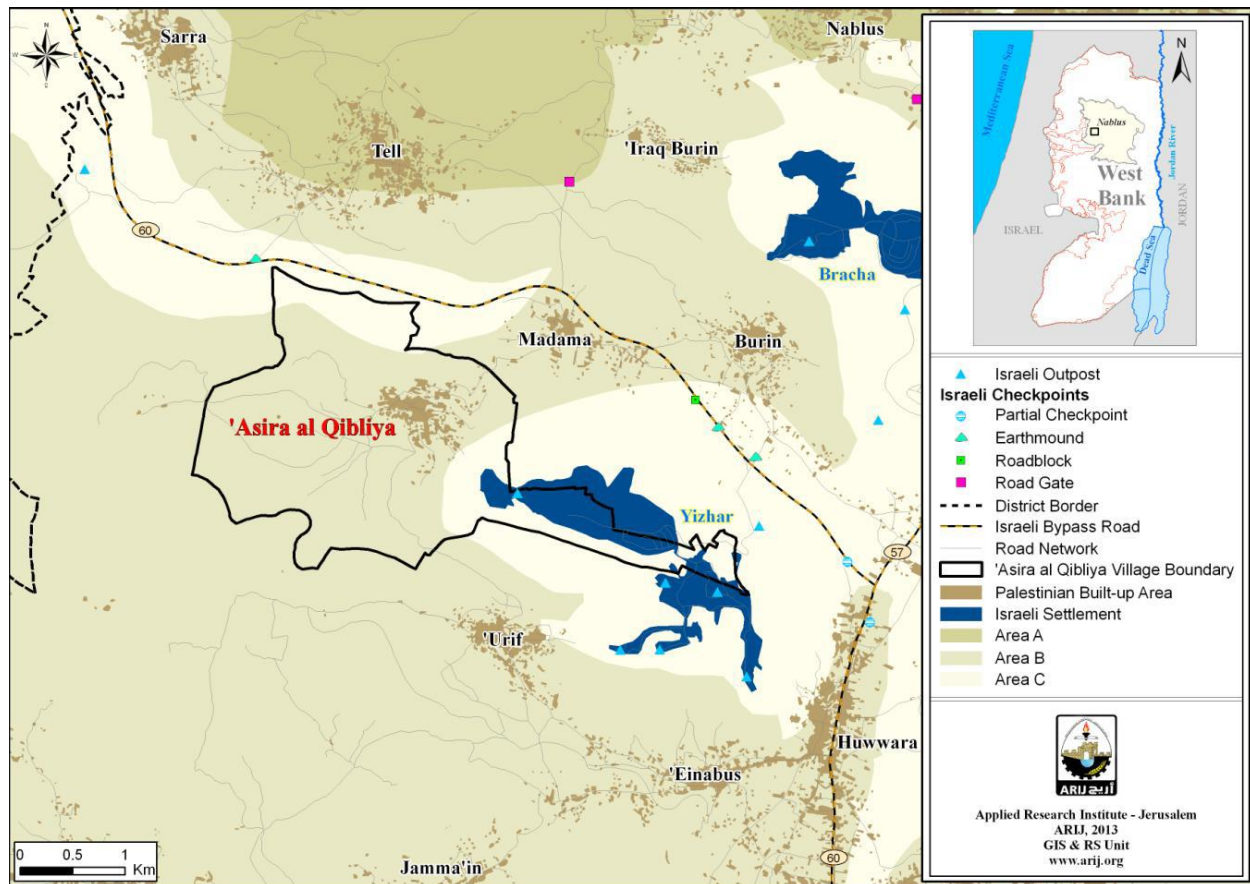 N
W
E
S
Sarra
Nablus
Tell
'Iraq Burin
60
Bracha
Madama
Burin
'Asira al Qibliya
Yizhar
57
'Urif
Huwwara
'Einabus
60
Jamma'in
0 0.5 1
Km
N
Mediterranean Sea
Nablus
Jordan River
West
Bank
JORDAN
ISRAEL
Dead Sea
Israeli Outpost
Israeli Checkpoints
Partial Checkpoint
Earthmound
Roadblock
Road Gate
District Border
Israeli Bypass Road
Road Network
'Asira al Qibliya Village Boundary
Palestinian Built-up Area
Israeli Settlement
Area A
Area B
Area C
ARIJ أريج
Applied Research Institute - Jerusalem
ARIJ, 2013
GIS & RS Unit
www.arij.org